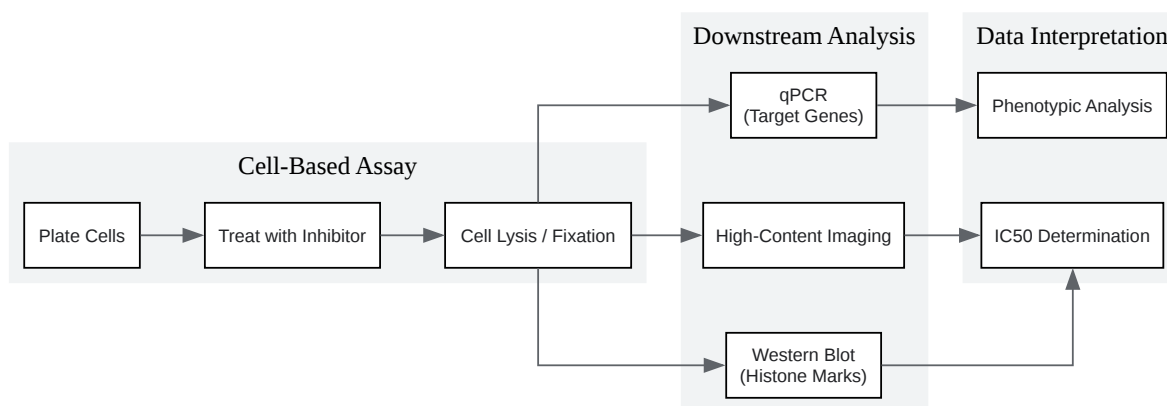 Downstream Analysis
Data Interpretation
qPCR
(Target Genes)
Phenotypic Analysis
Cell-Based Assay
Plate Cells
Treat with Inhibitor
Cell Lysis / Fixation
High-Content Imaging
IC50 Determination
Western Blot
(Histone Marks)